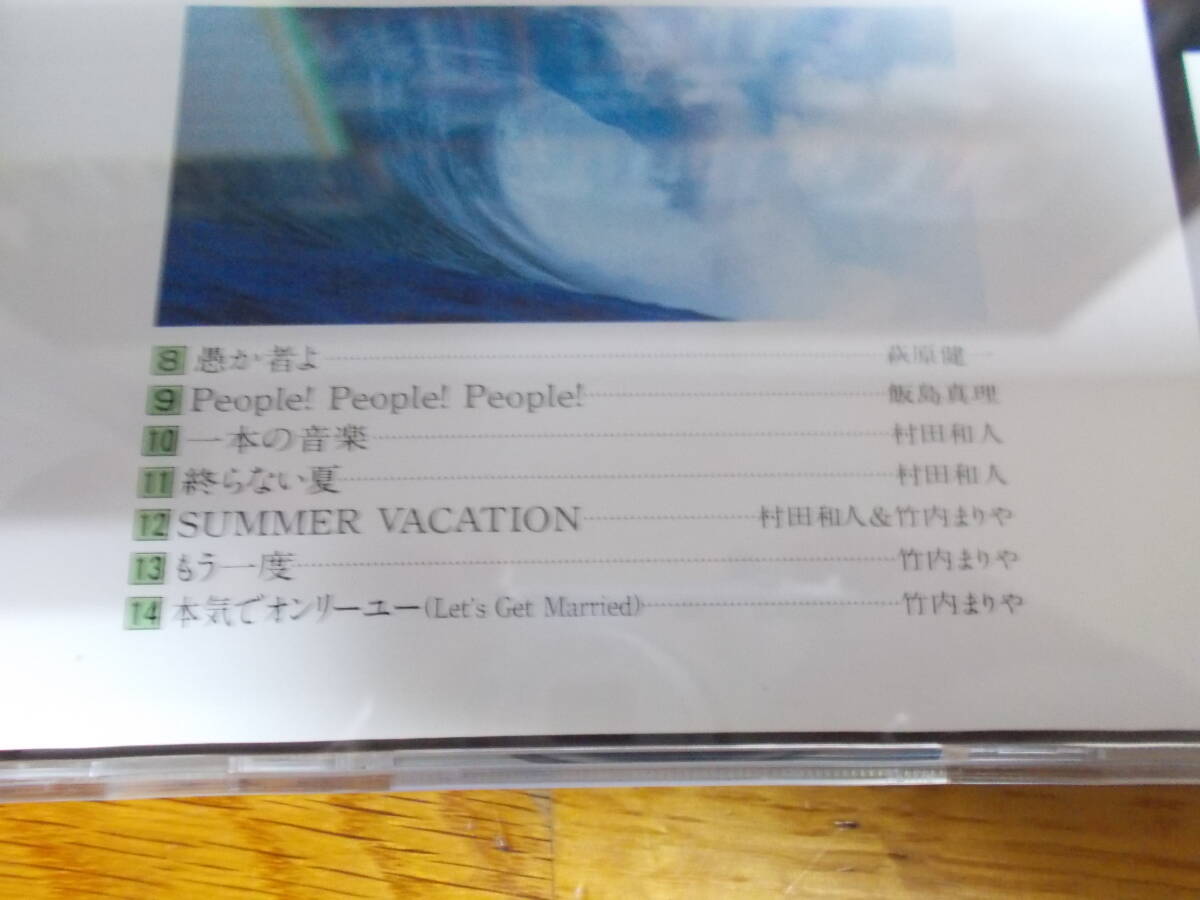 8 愚か者よ 萩原健一
9 People! People! People! 飯島真理
10 一本の音楽 村田和人
11 終らない夏 村田和人
12 SUMMER VACATION 村田和人&竹内まりや
13 もう一度 竹内まりや
14 本気でオンリーユー(Let's Get Married) 竹内まりや